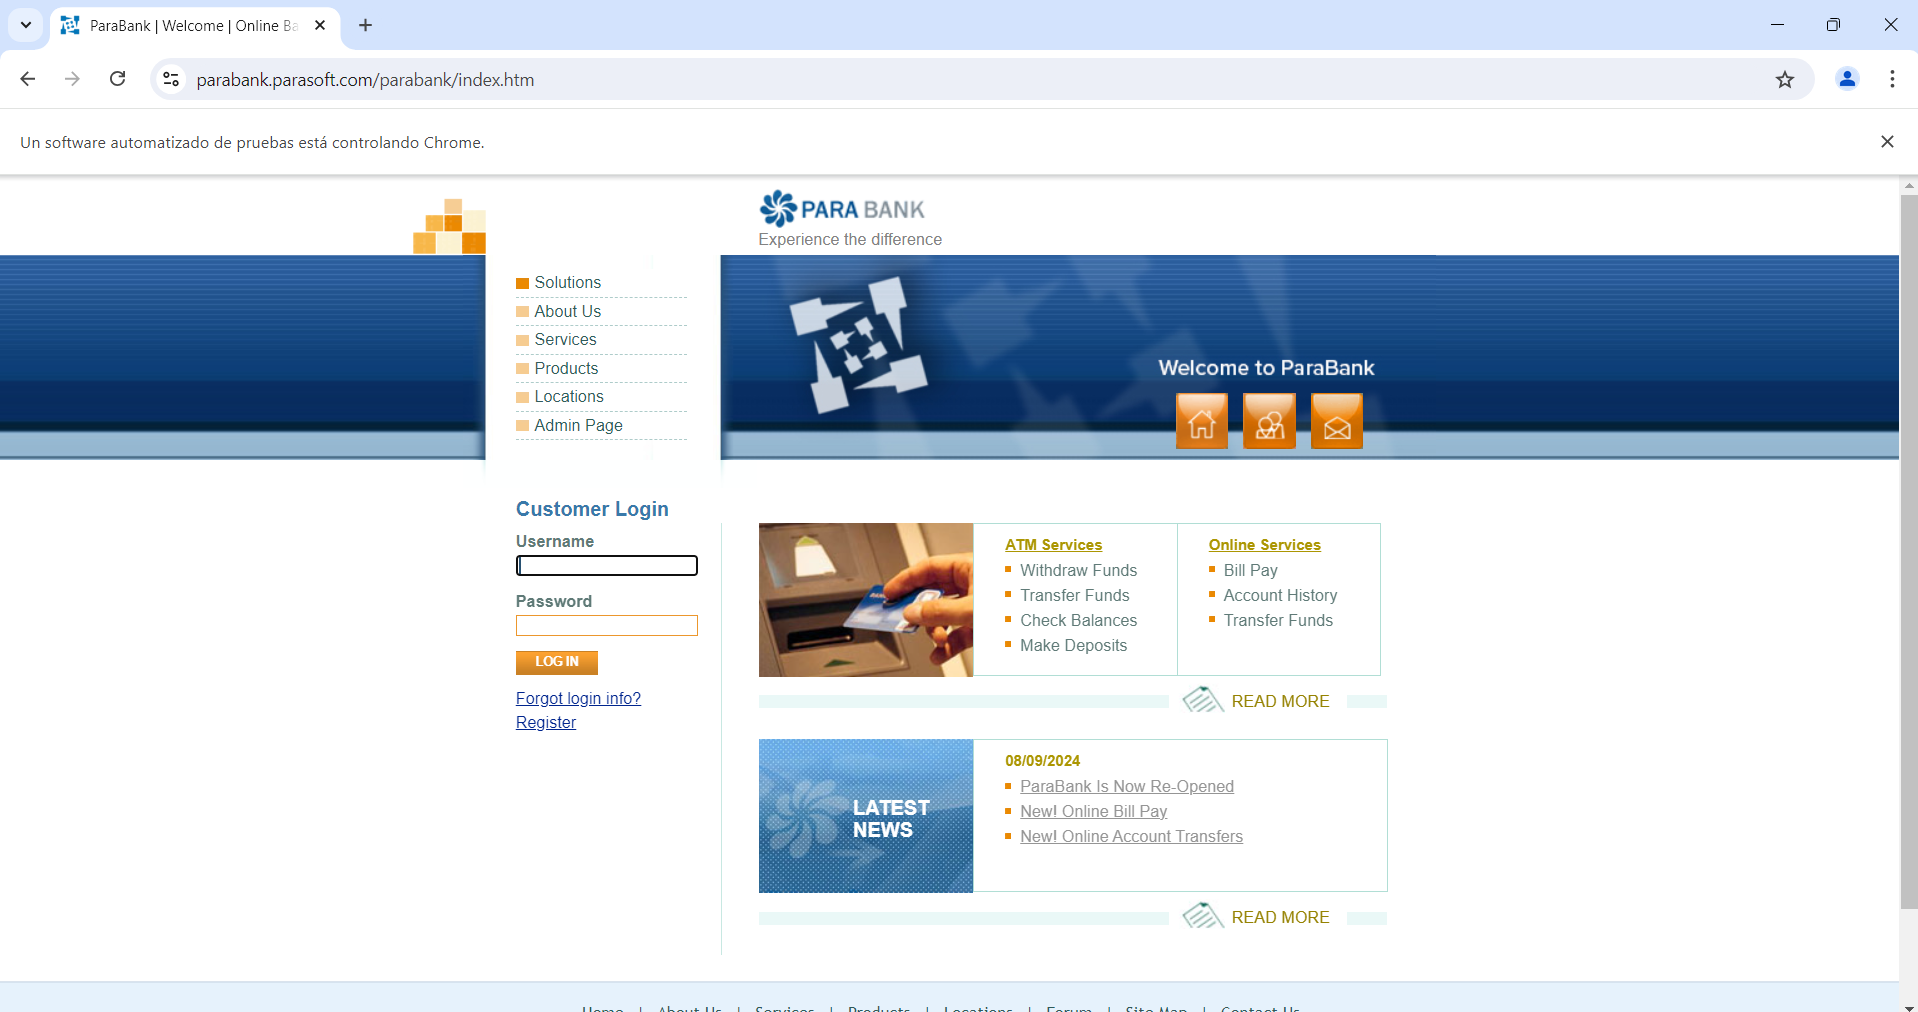 ParaBank | Welcome | Online Ba
parabank.parasoft.com/parabank/index.htm
Un software automatizado de pruebas está controlando Chrome.
PARA BANK
Experience the difference
Solutions
About Us
Services
Products
Locations
Admin Page
Welcome to ParaBank
Customer Login
Username
Password
LOG IN
Forgot login info?
Register
ATM Services
Withdraw Funds
Transfer Funds
Check Balances
Make Deposits
Online Services
Bill Pay
Account History
Transfer Funds
READ MORE
LATEST
NEWS
08/09/2024
ParaBank Is Now Re-Opened
New! Online Bill Pay
New! Online Account Transfers
READ MORE
Home | About Us | Services | Products | Locations | Forum | Site Map | Contact Us